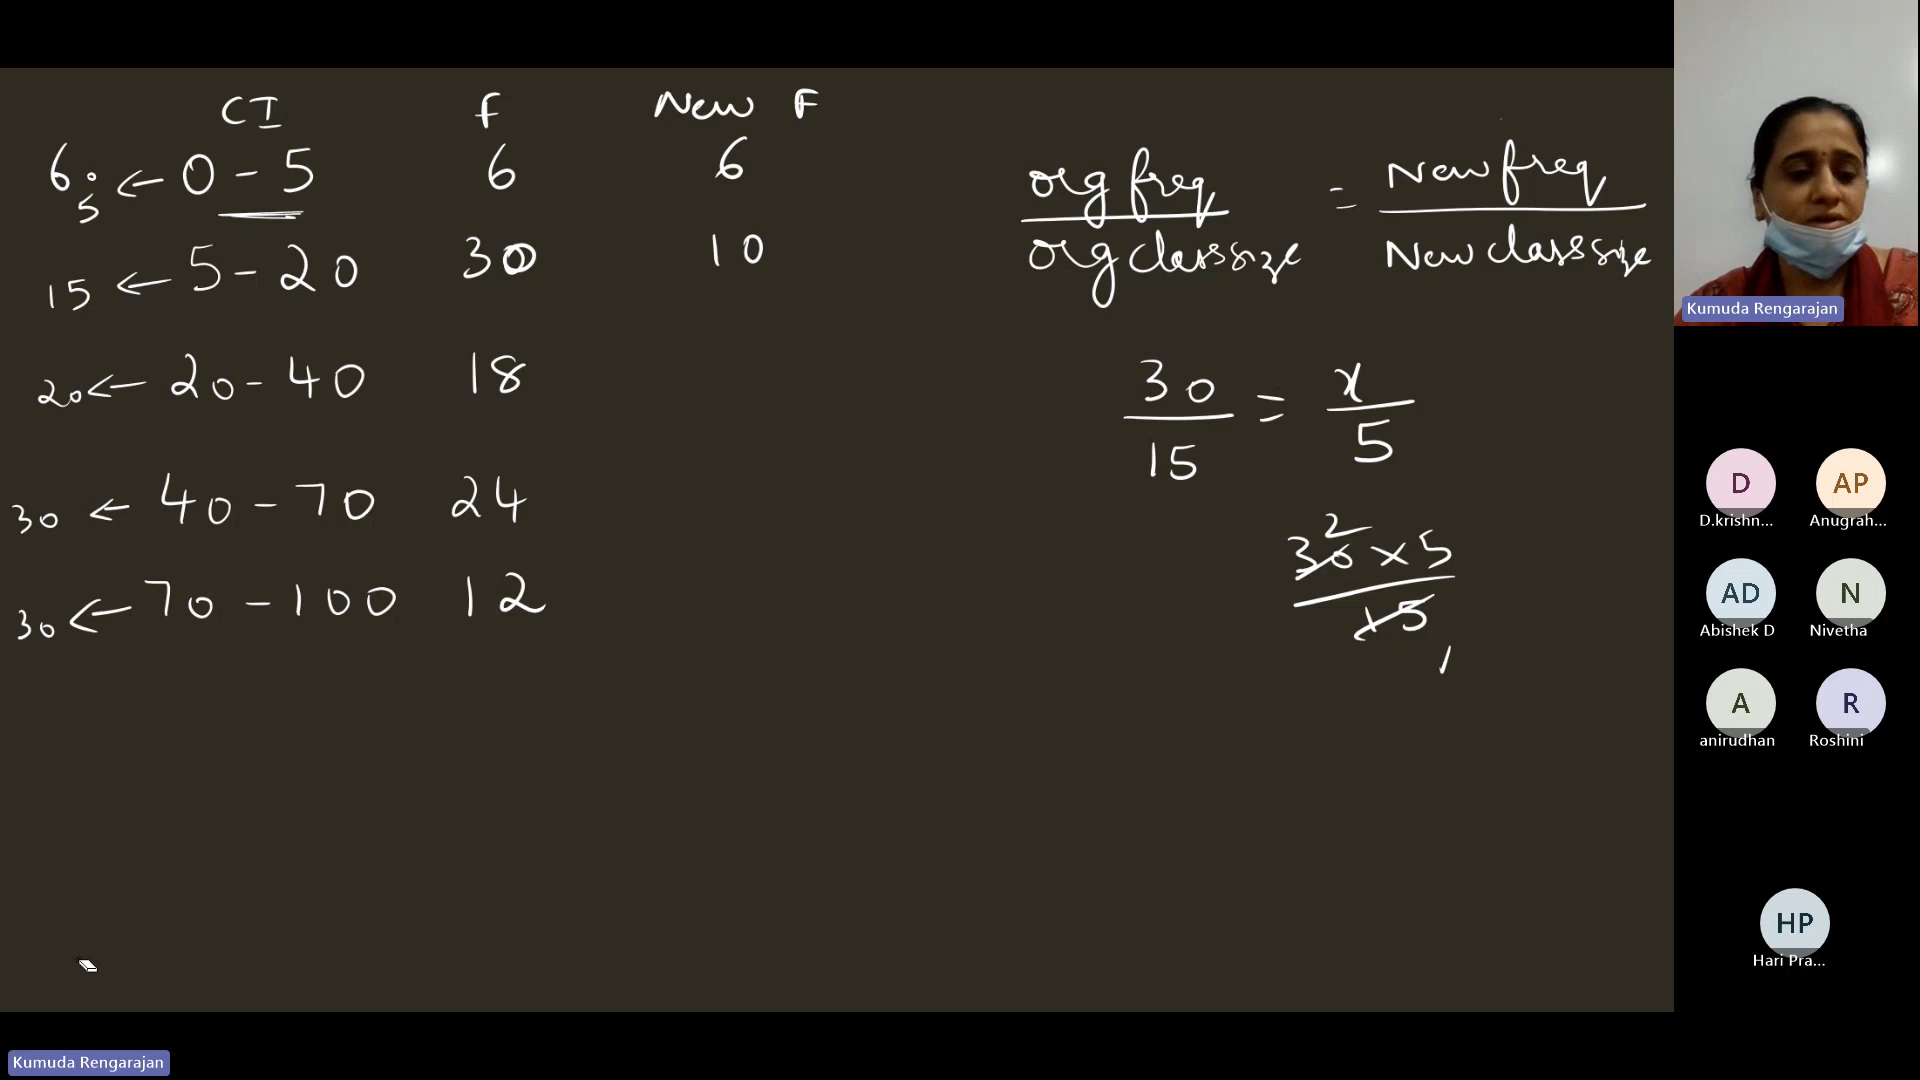 CI F New F
6. 5 ← 0 - 5 6 6
15 ← 5 - 20 30 10
20 ← 20 - 40 18
30 ← 40 - 70 24
30 ← 70 - 100 12
org freq / org class size = New freq / New class size
30 / 15 = x / 5
2
30 × 5
15
1
Kumuda Rengarajan
D
D.krishn...
AP
Anugrah...
AD
Abishek D
N
Nivetha
A
anirudhan
R
Roshini
HP
Hari Pra...
Kumuda Rengarajan